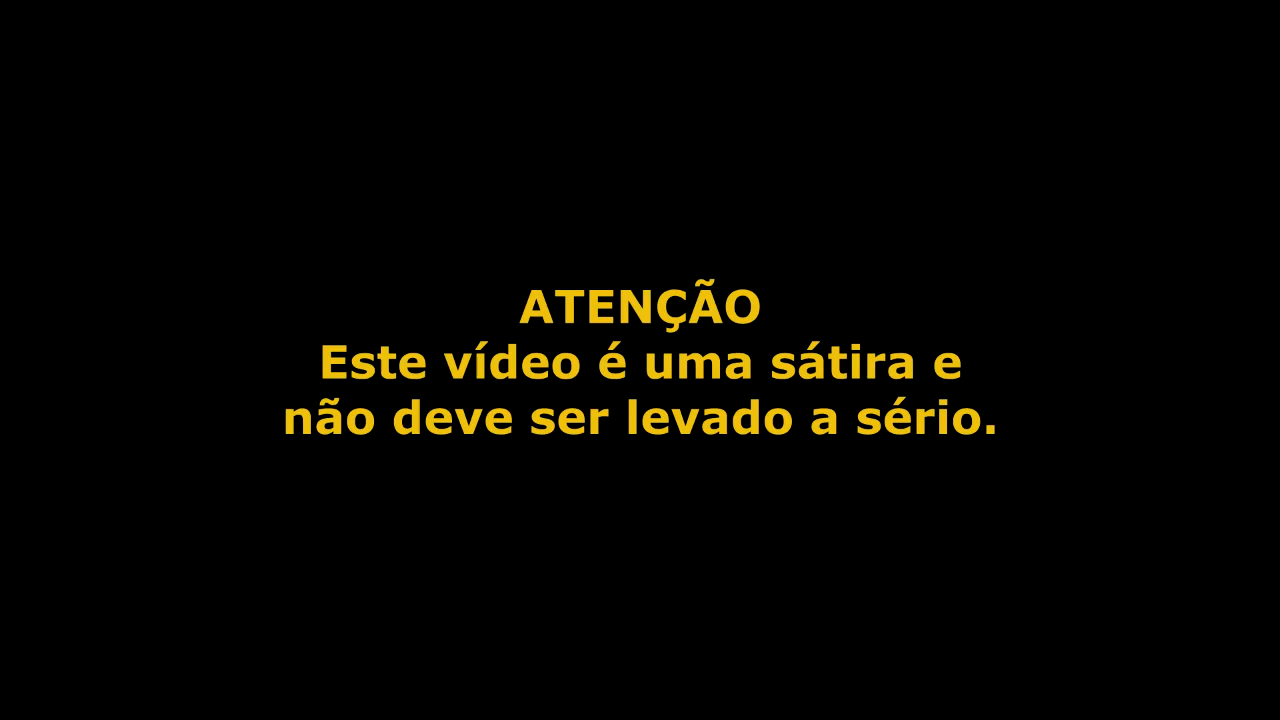 ATENÇÃO
Este vídeo é uma sátira e
não deve ser levado a sério.